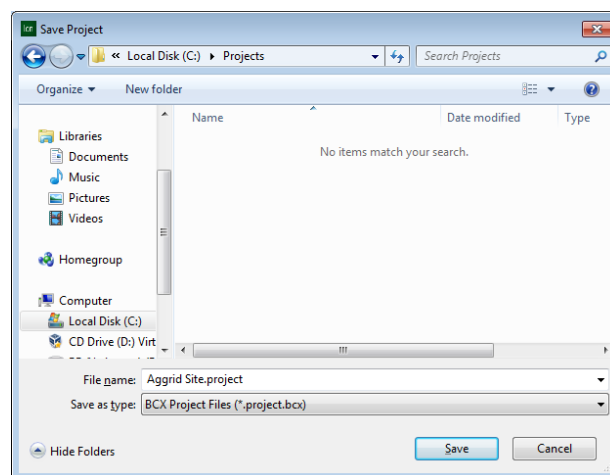 Save Project
« Local Disk (C:) Projects Search Projects
Organize New folder
Name Date modified Type
No items match your search.
Libraries
Documents
Music
Pictures
Videos
Homegroup
Computer
Local Disk (C:)
CD Drive (D:) Virt
File name: Aggrid Site.project
Save as type: BCX Project Files (*.project.bcx)
Hide Folders Save Cancel